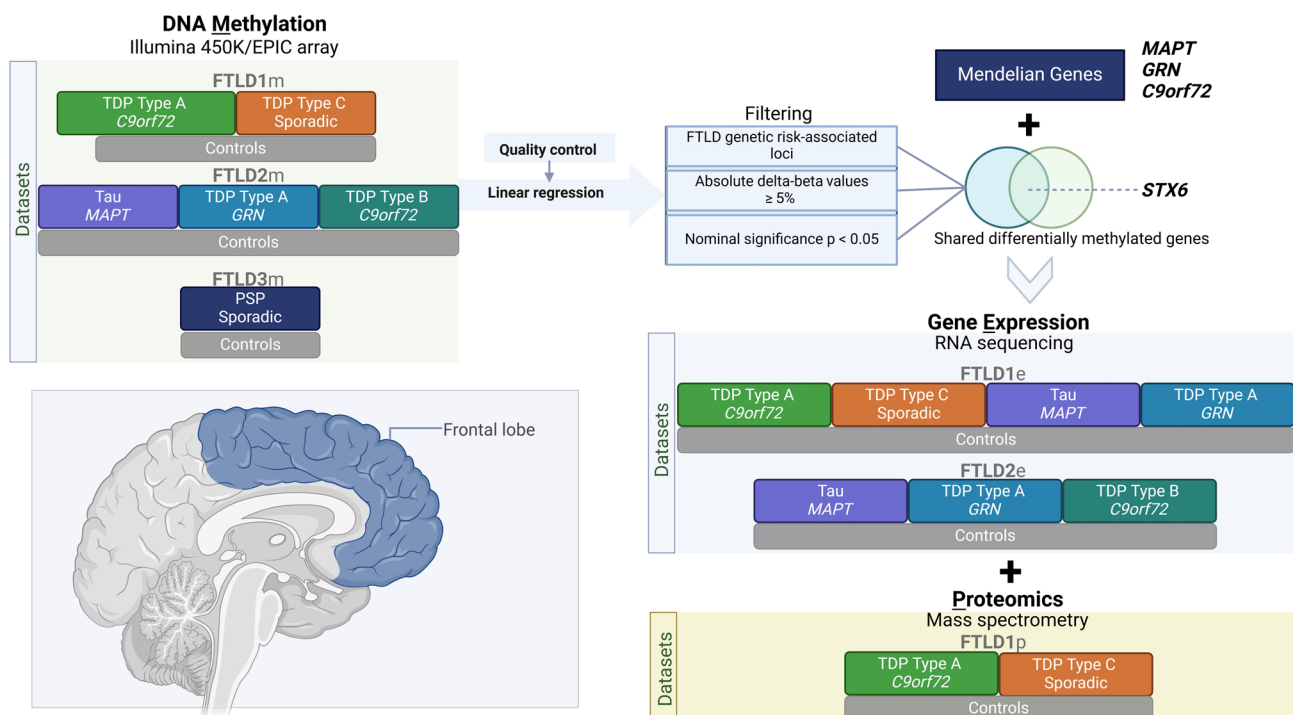 DNA Methylation
Illumina 450K/EPIC array
Datasets
FTLD1m
TDP Type A
C9orf72
TDP Type C
Sporadic
Controls
FTLD2m
Tau
MAPT
TDP Type A
GRN
TDP Type B
C9orf72
Controls
FTLD3m
PSP
Sporadic
Controls
Quality control
Linear regression
Filtering
FTLD genetic risk-associated
loci
Absolute delta-beta values
≥ 5%
Nominal significance p < 0.05
Mendelian Genes
MAPT
GRN
C9orf72
+
STX6
Shared differentially methylated genes
Frontal lobe
Gene Expression
RNA sequencing
Datasets
FTLD1e
TDP Type A
C9orf72
TDP Type C
Sporadic
Tau
MAPT
TDP Type A
GRN
Controls
FTLD2e
Tau
MAPT
TDP Type A
GRN
TDP Type B
C9orf72
Controls
+
Proteomics
Mass spectrometry
Datasets
FTLD1p
TDP Type A
C9orf72
TDP Type C
Sporadic
Controls